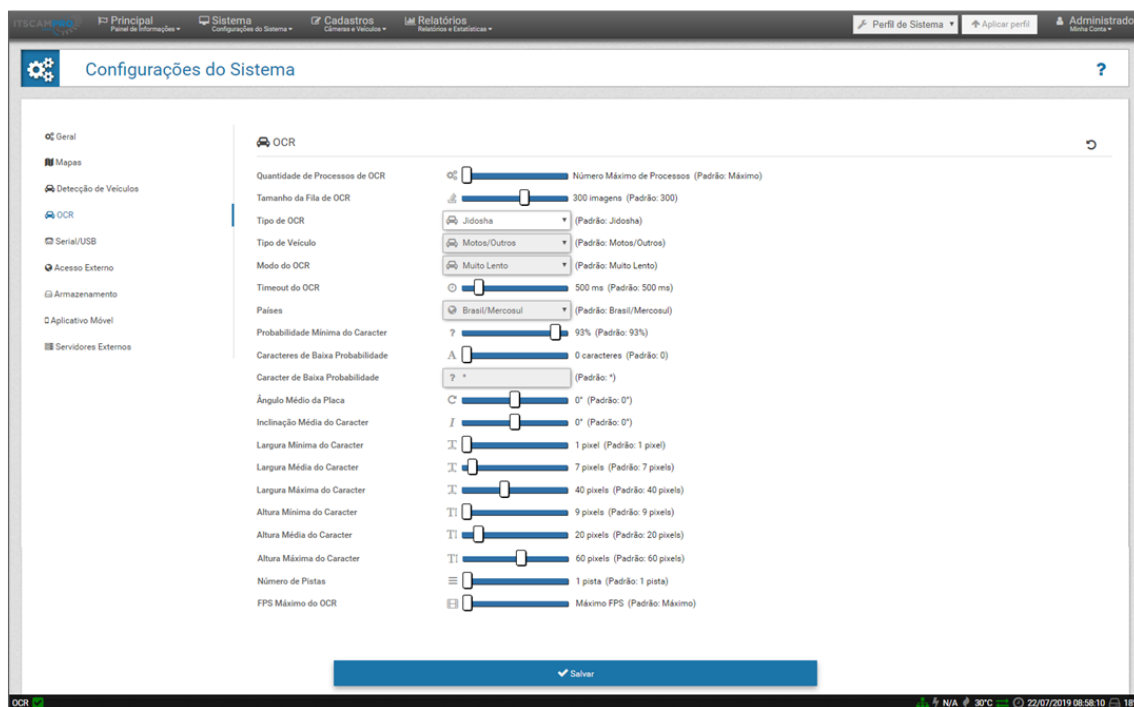 ITSCAMPRO
Principal
Painel de Informações
Sistema
Configurações do Sistema
Cadastros
Câmeras e Veículos
Relatórios
Relatórios e Estatísticas
Perfil de Sistema
Aplicar perfil
Administrado
Minha Conta
Configurações do Sistema
?
Geral
Mapas
Detecção de Veículos
OCR
Serial/USB
Acesso Externo
Armazenamento
Aplicativo Móvel
Servidores Externos
OCR
Quantidade de Processos de OCR Número Máximo de Processos (Padrão: Máximo)
Tamanho da Fila de OCR 300 imagens (Padrão: 300)
Tipo de OCR Jidosha (Padrão: Jidosha)
Tipo de Veículo Motos/Outros (Padrão: Motos/Outros)
Modo do OCR Muito Lento (Padrão: Muito Lento)
Timeout do OCR 500 ms (Padrão: 500 ms)
Países Brasil/Mercosul (Padrão: Brasil/Mercosul)
Probabilidade Mínima do Caracter ? 93% (Padrão: 93%)
Caracteres de Baixa Probabilidade A 0 caracteres (Padrão: 0)
Caracter de Baixa Probabilidade ? * (Padrão: *)
Ângulo Médio da Placa 0° (Padrão: 0°)
Inclinação Média do Caracter I 0° (Padrão: 0°)
Largura Mínima do Caracter 1 pixel (Padrão: 1 pixel)
Largura Média do Caracter 7 pixels (Padrão: 7 pixels)
Largura Máxima do Caracter 40 pixels (Padrão: 40 pixels)
Altura Mínima do Caracter 9 pixels (Padrão: 9 pixels)
Altura Média do Caracter 20 pixels (Padrão: 20 pixels)
Altura Máxima do Caracter 60 pixels (Padrão: 60 pixels)
Número de Pistas 1 pista (Padrão: 1 pista)
FPS Máximo do OCR Máximo FPS (Padrão: Máximo)
Salvar
OCR N/A 30°C 22/07/2019 08:58:10 18